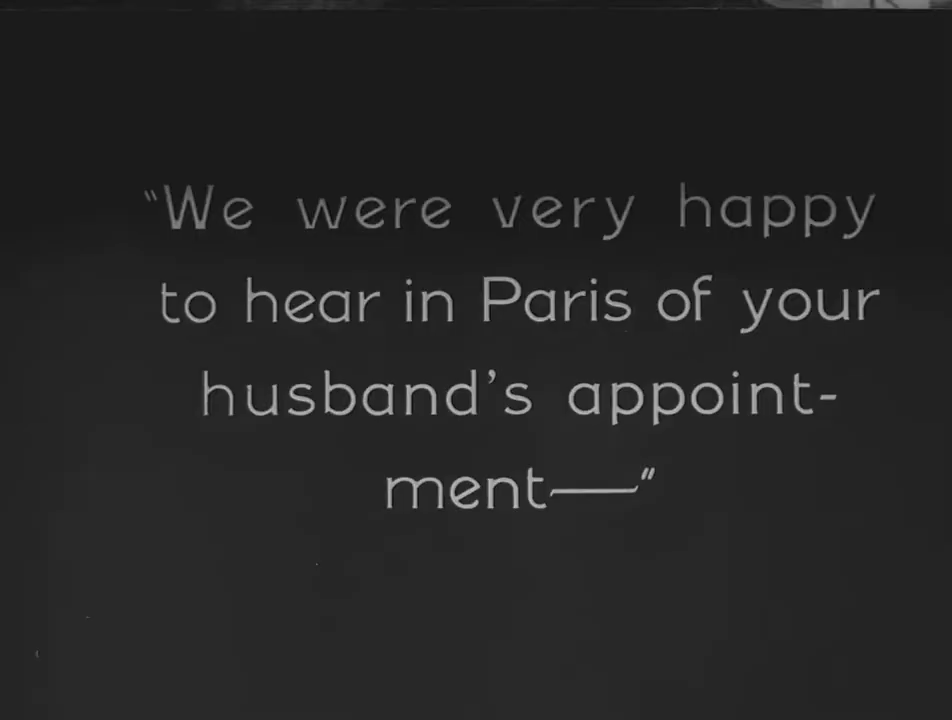 "We were very happy
to hear in Paris of your
husband's appoint-
ment—"